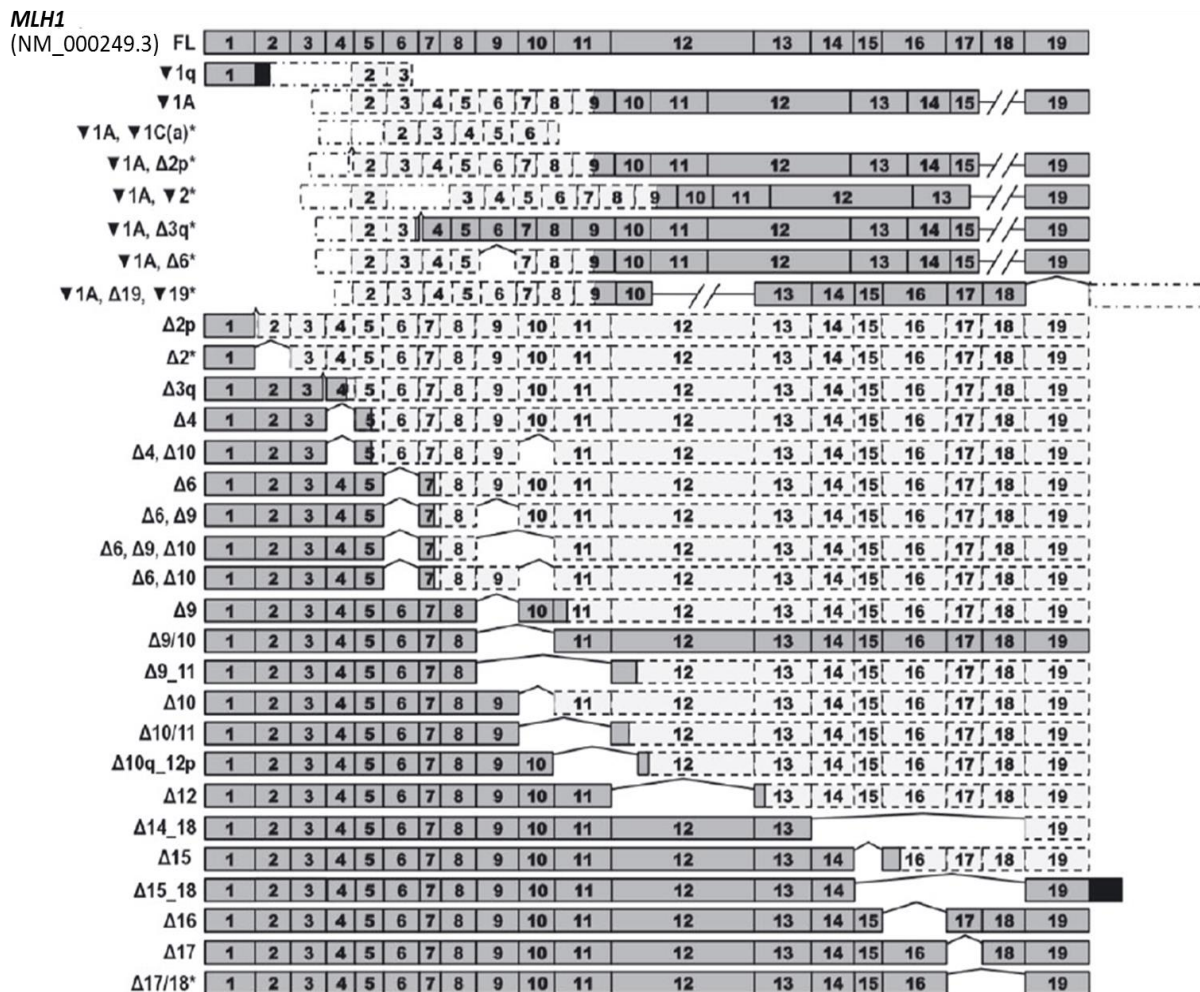 MLH1
(NM_000249.3) FL 1 2 3 4 5 6 7 8 9 10 11 12 13 14 15 16 17 18 19
▼1q 1 2 3
▼1A 2 3 4 5 6 7 8 9 10 11 12 13 14 15 19
▼1A, ▼1C(a)* 2 3 4 5 6
▼1A, Δ2p* 2 3 4 5 6 7 8 9 10 11 12 13 14 15 19
▼1A, ▼2* 2 3 4 5 6 7 8 9 10 11 12 13 19
▼1A, Δ3q* 2 3 4 5 6 7 8 9 10 11 12 13 14 15 19
▼1A, Δ6* 2 3 4 5 7 8 9 10 11 12 13 14 15 19
▼1A, Δ19, ▼19* 2 3 4 5 6 7 8 9 10 13 14 15 16 17 18
Δ2p 1 2 3 4 5 6 7 8 9 10 11 12 13 14 15 16 17 18 19
Δ2* 1 3 4 5 6 7 8 9 10 11 12 13 14 15 16 17 18 19
Δ3q 1 2 3 4 5 6 7 8 9 10 11 12 13 14 15 16 17 18 19
Δ4 1 2 3 5 6 7 8 9 10 11 12 13 14 15 16 17 18 19
Δ4, Δ10 1 2 3 5 6 7 8 9 11 12 13 14 15 16 17 18 19
Δ6 1 2 3 4 5 7 8 9 10 11 12 13 14 15 16 17 18 19
Δ6, Δ9 1 2 3 4 5 7 8 10 11 12 13 14 15 16 17 18 19
Δ6, Δ9, Δ10 1 2 3 4 5 7 8 11 12 13 14 15 16 17 18 19
Δ6, Δ10 1 2 3 4 5 7 8 9 11 12 13 14 15 16 17 18 19
Δ9 1 2 3 4 5 6 7 8 10 11 12 13 14 15 16 17 18 19
Δ9/10 1 2 3 4 5 6 7 8 11 12 13 14 15 16 17 18 19
Δ9_11 1 2 3 4 5 6 7 8 12 13 14 15 16 17 18 19
Δ10 1 2 3 4 5 6 7 8 9 11 12 13 14 15 16 17 18 19
Δ10/11 1 2 3 4 5 6 7 8 9 12 13 14 15 16 17 18 19
Δ10q_12p 1 2 3 4 5 6 7 8 9 10 12 13 14 15 16 17 18 19
Δ12 1 2 3 4 5 6 7 8 9 10 11 13 14 15 16 17 18 19
Δ14_18 1 2 3 4 5 6 7 8 9 10 11 12 13 19
Δ15 1 2 3 4 5 6 7 8 9 10 11 12 13 14 16 17 18 19
Δ15_18 1 2 3 4 5 6 7 8 9 10 11 12 13 14 19
Δ16 1 2 3 4 5 6 7 8 9 10 11 12 13 14 15 17 18 19
Δ17 1 2 3 4 5 6 7 8 9 10 11 12 13 14 15 16 18 19
Δ17/18* 1 2 3 4 5 6 7 8 9 10 11 12 13 14 15 16 19